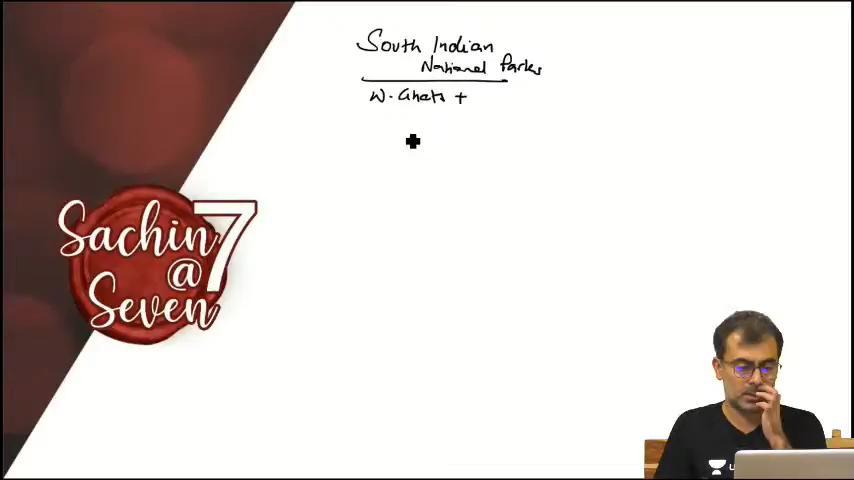 South Indian
National Parks
W. Ghats +
Sachin
@7
Seven
U